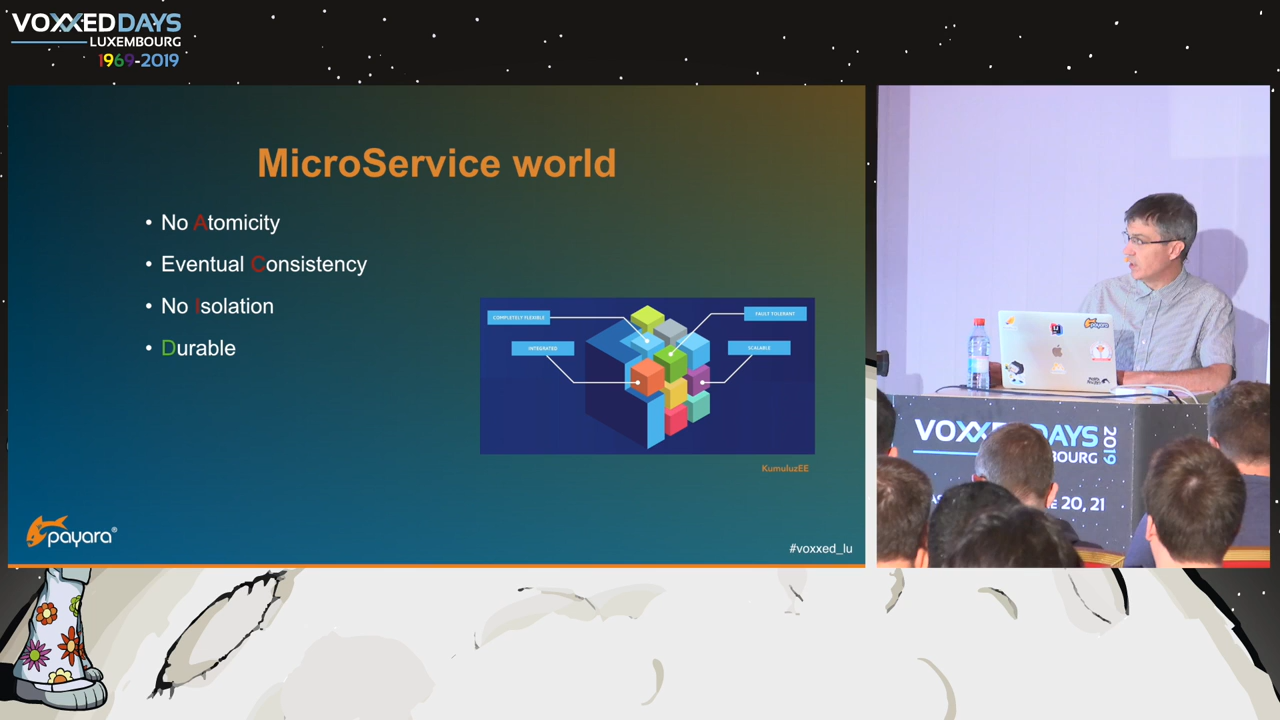 VOXXED DAYS
LUXEMBOURG
1969-2019
MicroService world
• No Atomicity
• Eventual Consistency
• No Isolation
• Durable
COMPLETELY FLEXIBLE
FAULT TOLERANT
INTEGRATED
SCALABLE
KumuluzEE
payara®
#voxxed_lu
payara
VOXXED DAYS
2019
BOURG
20, 21